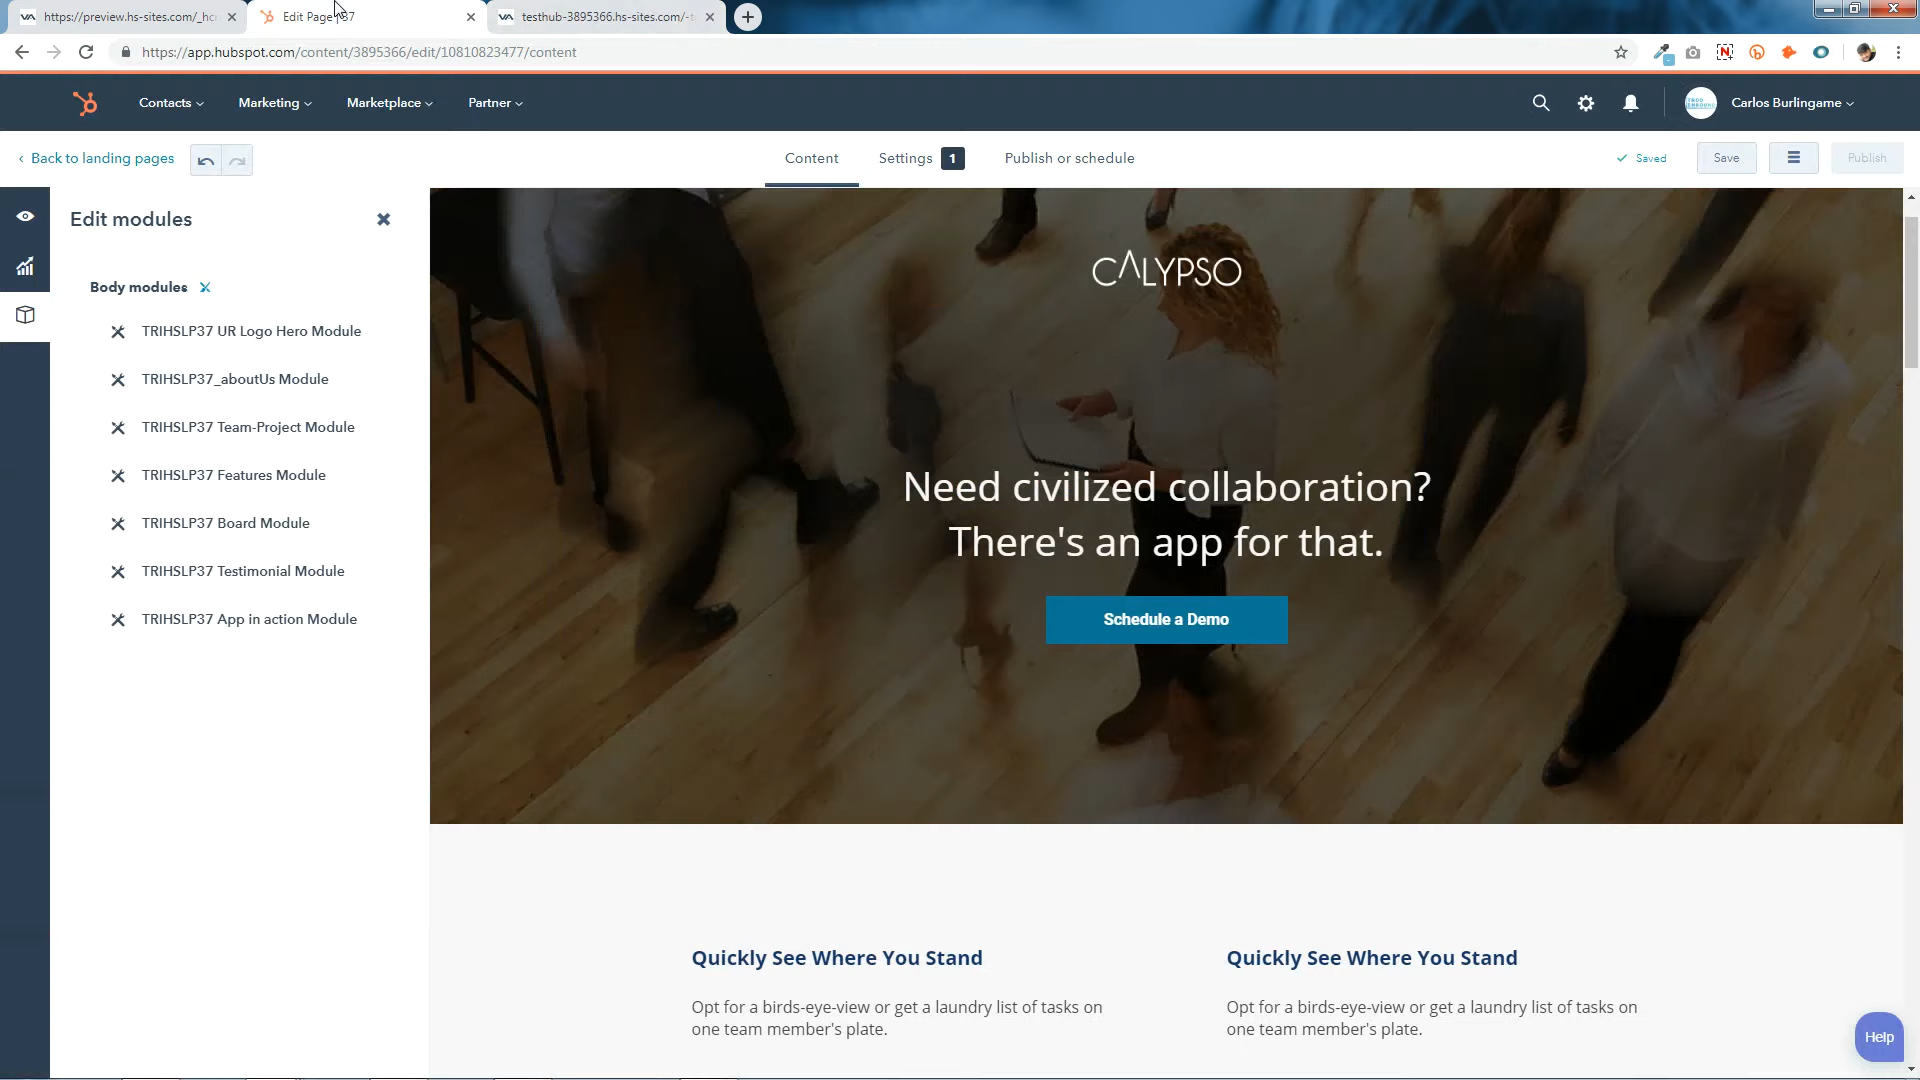 https://preview.hs-sites.com/_hc
Edit Page | 37
testhub-3895366.hs-sites.com/-t
https://app.hubspot.com/content/3895366/edit/10810823477/content
Contacts
Marketing
Marketplace
Partner
Carlos Burlingame
Back to landing pages
Content
Settings 1
Publish or schedule
Saved
Save
Publish
Edit modules
Body modules
TRIHSLP37 UR Logo Hero Module
TRIHSLP37_aboutUs Module
TRIHSLP37 Team-Project Module
TRIHSLP37 Features Module
TRIHSLP37 Board Module
TRIHSLP37 Testimonial Module
TRIHSLP37 App in action Module
CALYPSO
Need civilized collaboration?
There's an app for that.
Schedule a Demo
Quickly See Where You Stand
Opt for a birds-eye-view or get a laundry list of tasks on
one team member's plate.
Quickly See Where You Stand
Opt for a birds-eye-view or get a laundry list of tasks on
one team member's plate.
Help